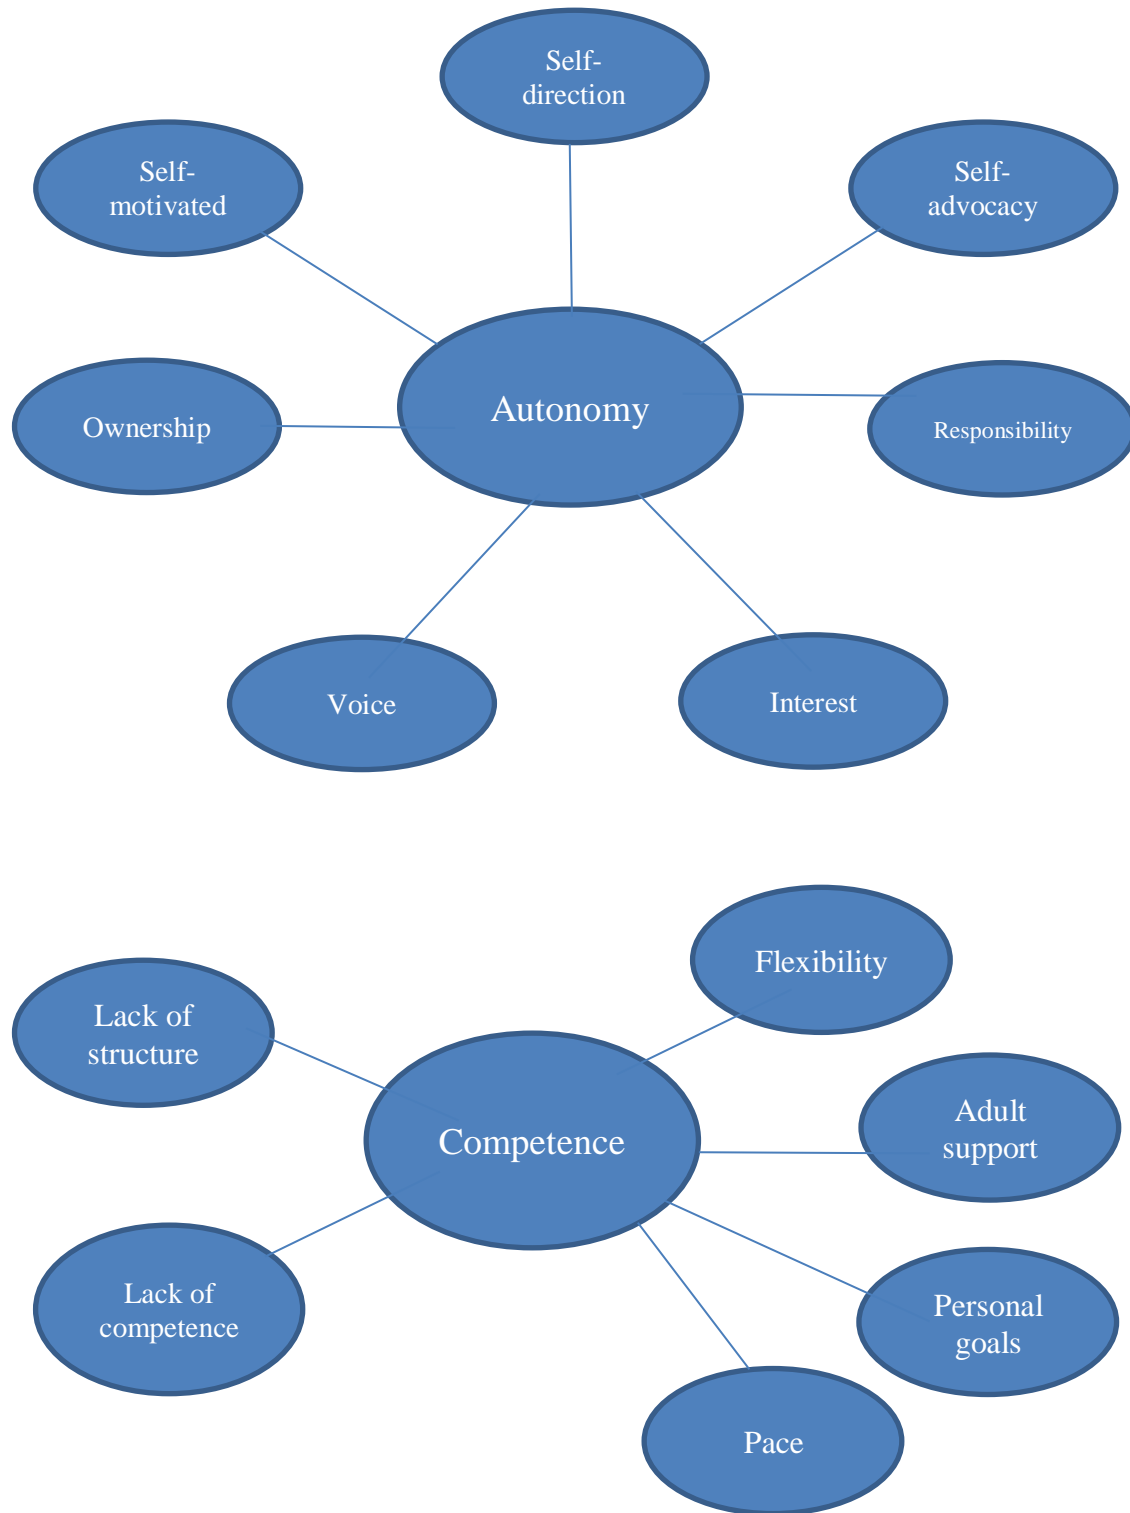 Self-
direction
Self-
motivated
Self-
advocacy
Autonomy
Ownership
Responsibility
Voice
Interest
Flexibility
Lack of
structure
Adult
support
Competence
Lack of
competence
Personal
goals
Pace